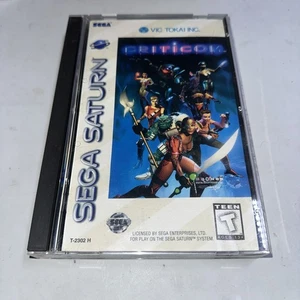 SEGA
VIC TOKAI INC.
CRITICOM
SEGA SATURN
TEEN
T
LICENSED BY SEGA ENTERPRISES, LTD.
FOR PLAY ON THE SEGA SATURN™ SYSTEM.
T-2302 H